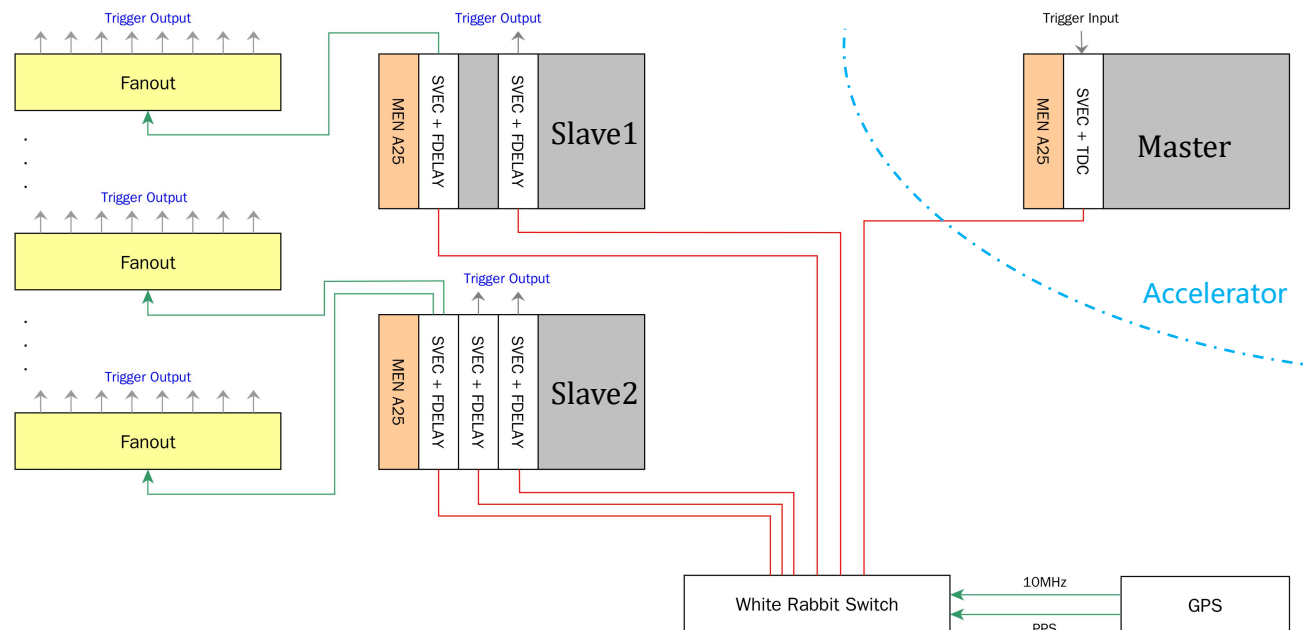 Trigger Output
Trigger Output
Trigger Input
Fanout
MEN A25
SVEC + FDELAY
SVEC + FDELAY
Slave1
MEN A25
SVEC + TDC
Master
.
.
.
Trigger Output
Fanout
Trigger Output
Accelerator
.
.
.
Trigger Output
Fanout
MEN A25
SVEC + FDELAY
SVEC + FDELAY
SVEC + FDELAY
Slave2
White Rabbit Switch
10MHz
PPS
GPS